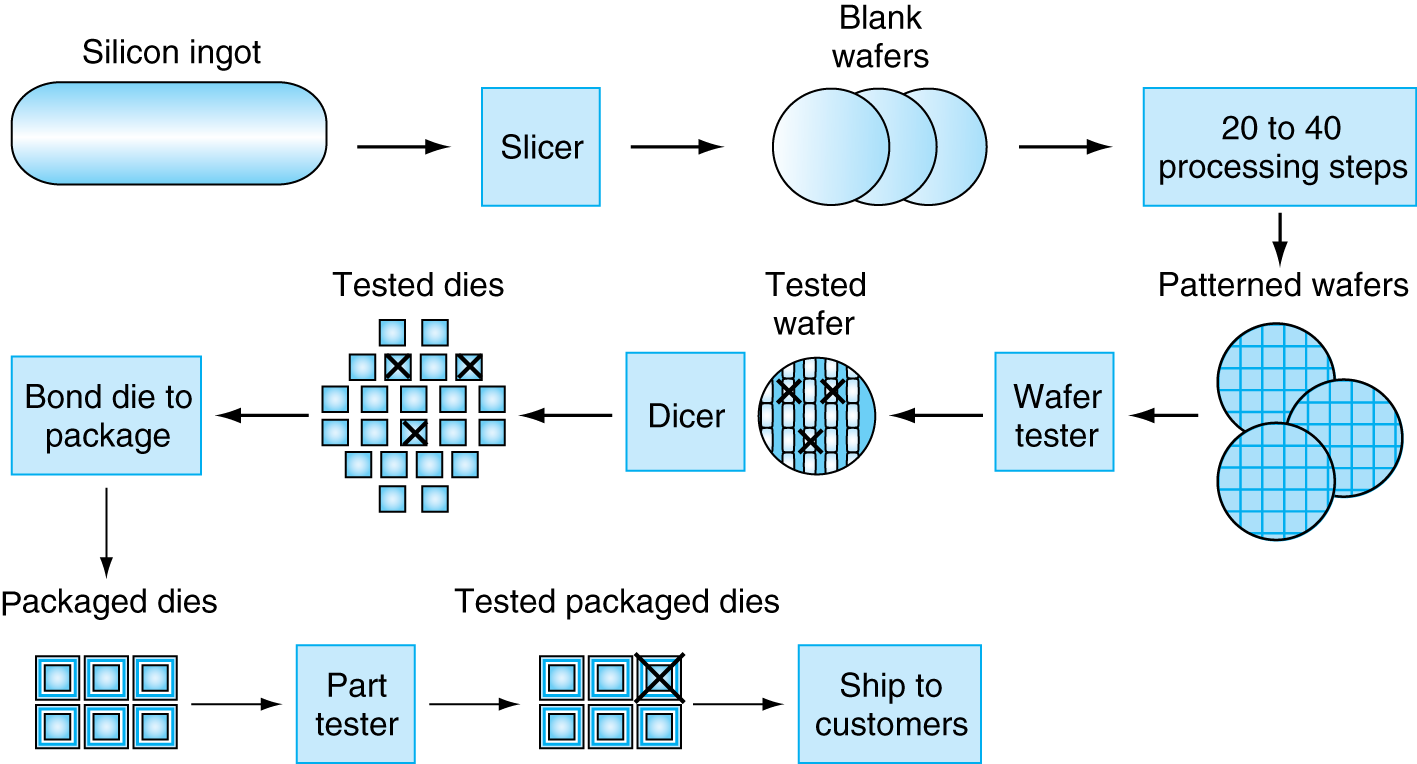 Silicon ingot
Slicer
Blank
wafers
20 to 40
processing steps
Patterned wafers
Wafer
tester
Tested
wafer
Dicer
Tested dies
Bond die to
package
Packaged dies
Part
tester
Tested packaged dies
Ship to
customers